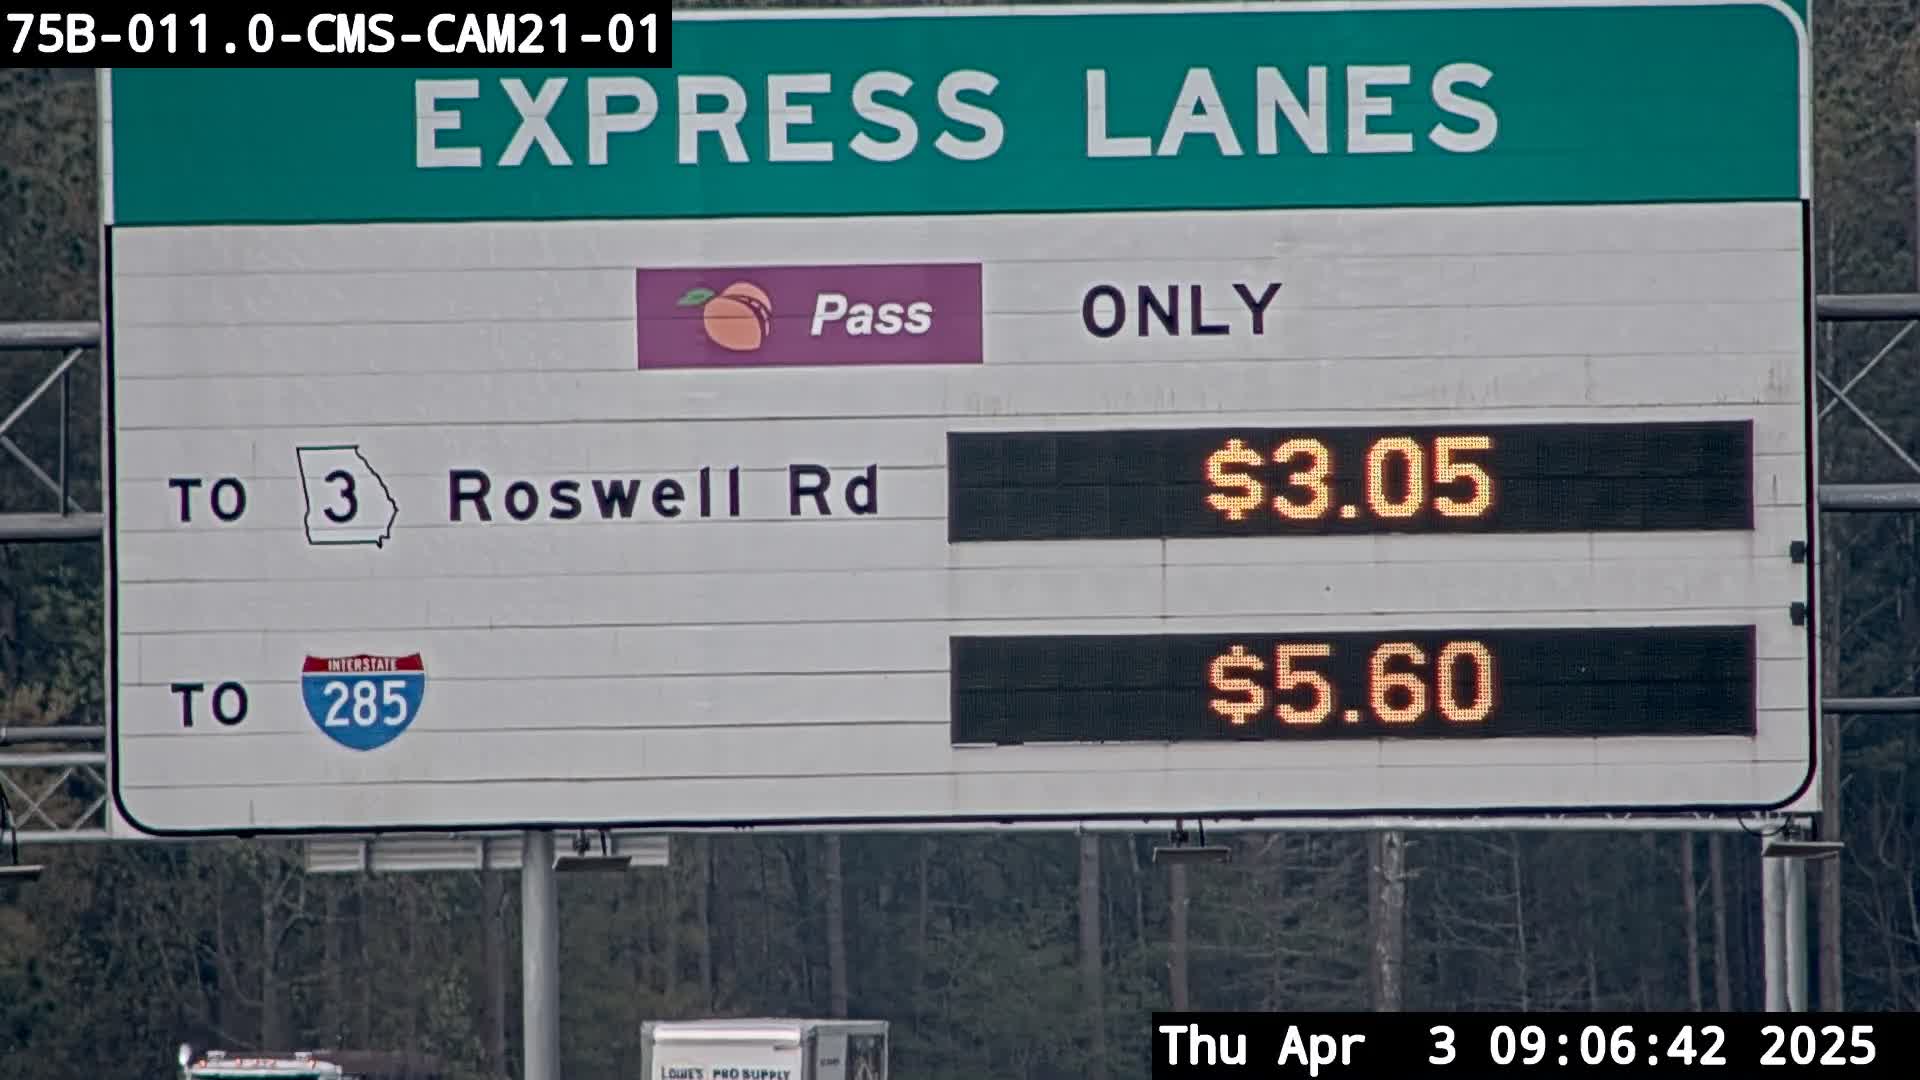 75B-011.0-CMS-CAM21-01
EXPRESS LANES
Pass ONLY
TO 3 Roswell Rd $3.05
TO INTERSTATE 285 $5.60
LOWE'S PRO SUPPLY
Thu Apr 3 09:06:42 2025